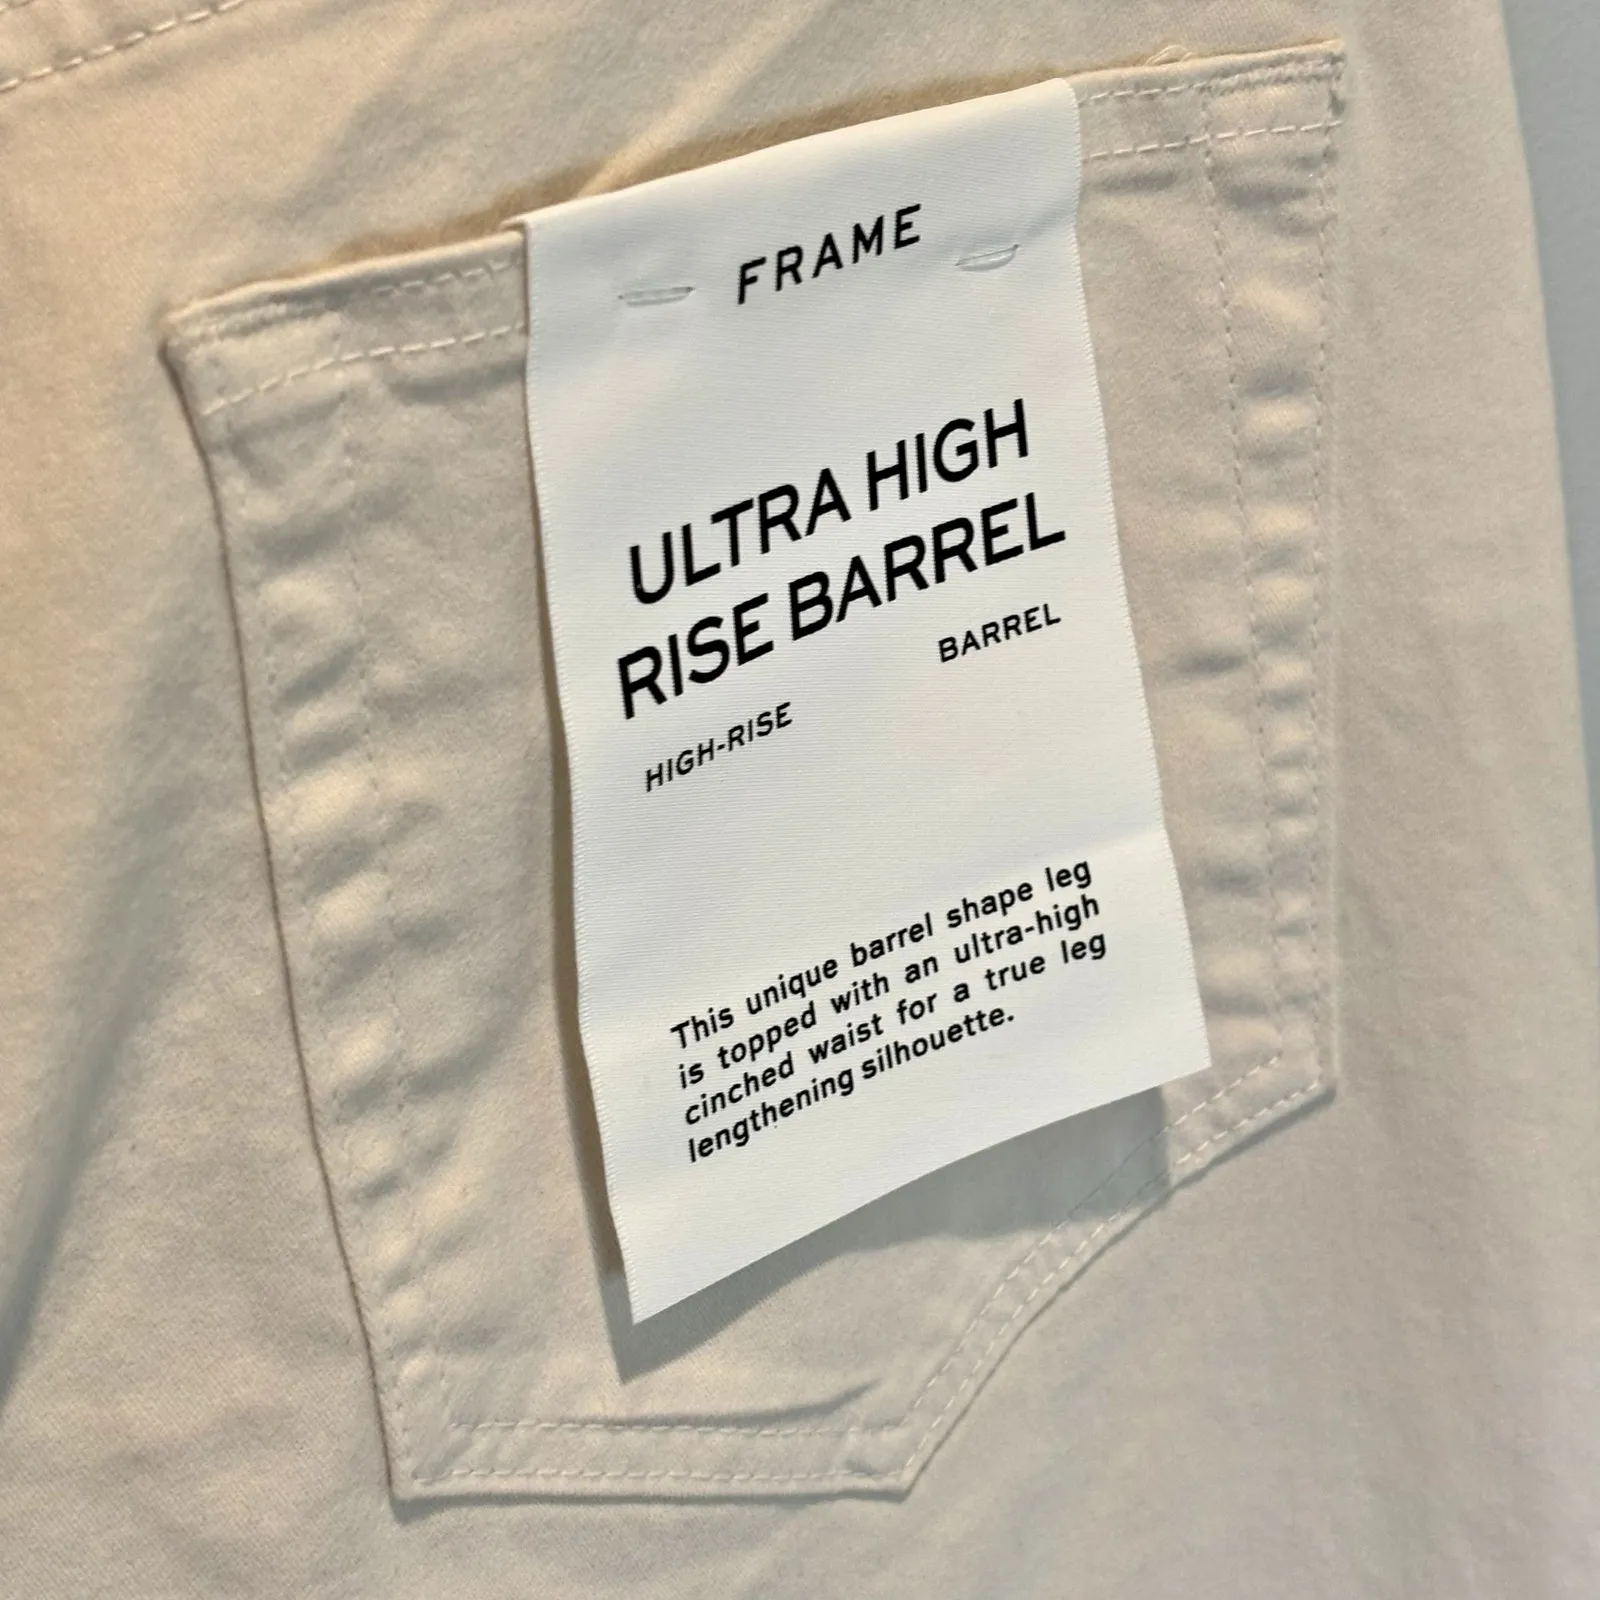 FRAME
ULTRA HIGH
RISE BARREL
HIGH-RISE BARREL
This unique barrel shape leg
is topped with an ultra-high
cinched waist for a true leg
lengthening silhouette.